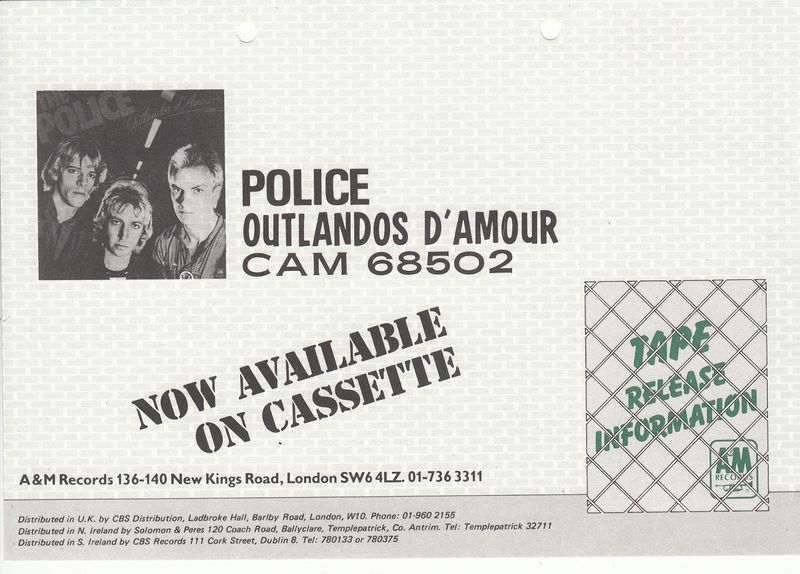 THE
POLICE
Outlandos d'Amour
POLICE
OUTLANDOS D'AMOUR
CAM 68502
NOW AVAILABLE
ON CASSETTE
TAPE
RELEASE
INFORMATION
A&M
RECORDS
A&M Records 136-140 New Kings Road, London SW6 4LZ. 01-736 3311
Distributed in U.K. by CBS Distribution, Ladbroke Hall, Barlby Road, London, W10. Phone: 01-960 2155
Distributed in N. Ireland by Solomon & Peres 120 Coach Road, Ballyclare, Templepatrick, Co. Antrim. Tel: Templepatrick 32711
Distributed in S. Ireland by CBS Records 111 Cork Street, Dublin 8. Tel: 780133 or 780375